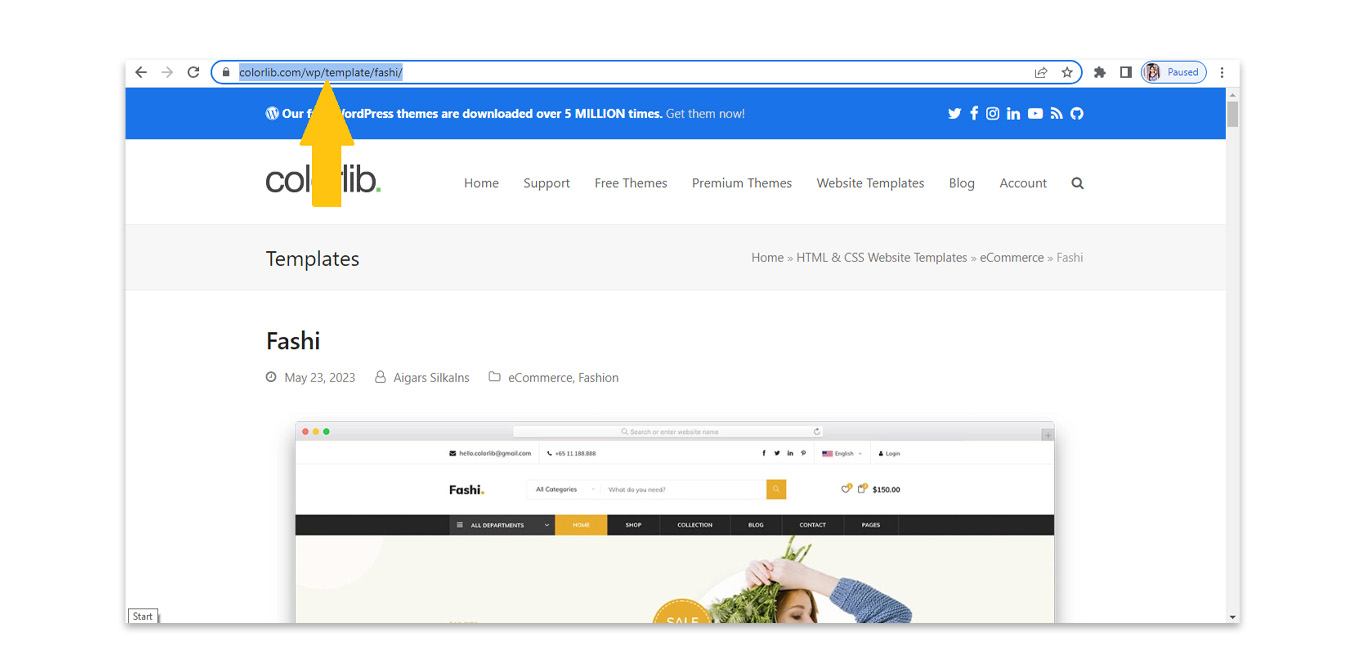 colorlib.com/wp/template/fashi/
Paused
Our f WordPress themes are downloaded over 5 MILLION times. Get them now!
colorlib.
Home Support Free Themes Premium Themes Website Templates Blog Account
Templates
Home » HTML & CSS Website Templates » eCommerce » Fashi
Fashi
May 23, 2023 Aigars Silkalns eCommerce, Fashion
Search or enter website name
hello.colorlib@gmail.com +65 11.188.888 English Login
Fashi. All Categories What do you need? $150.00
ALL DEPARTMENTS HOME SHOP COLLECTION BLOG CONTACT PAGES
SALE
Start